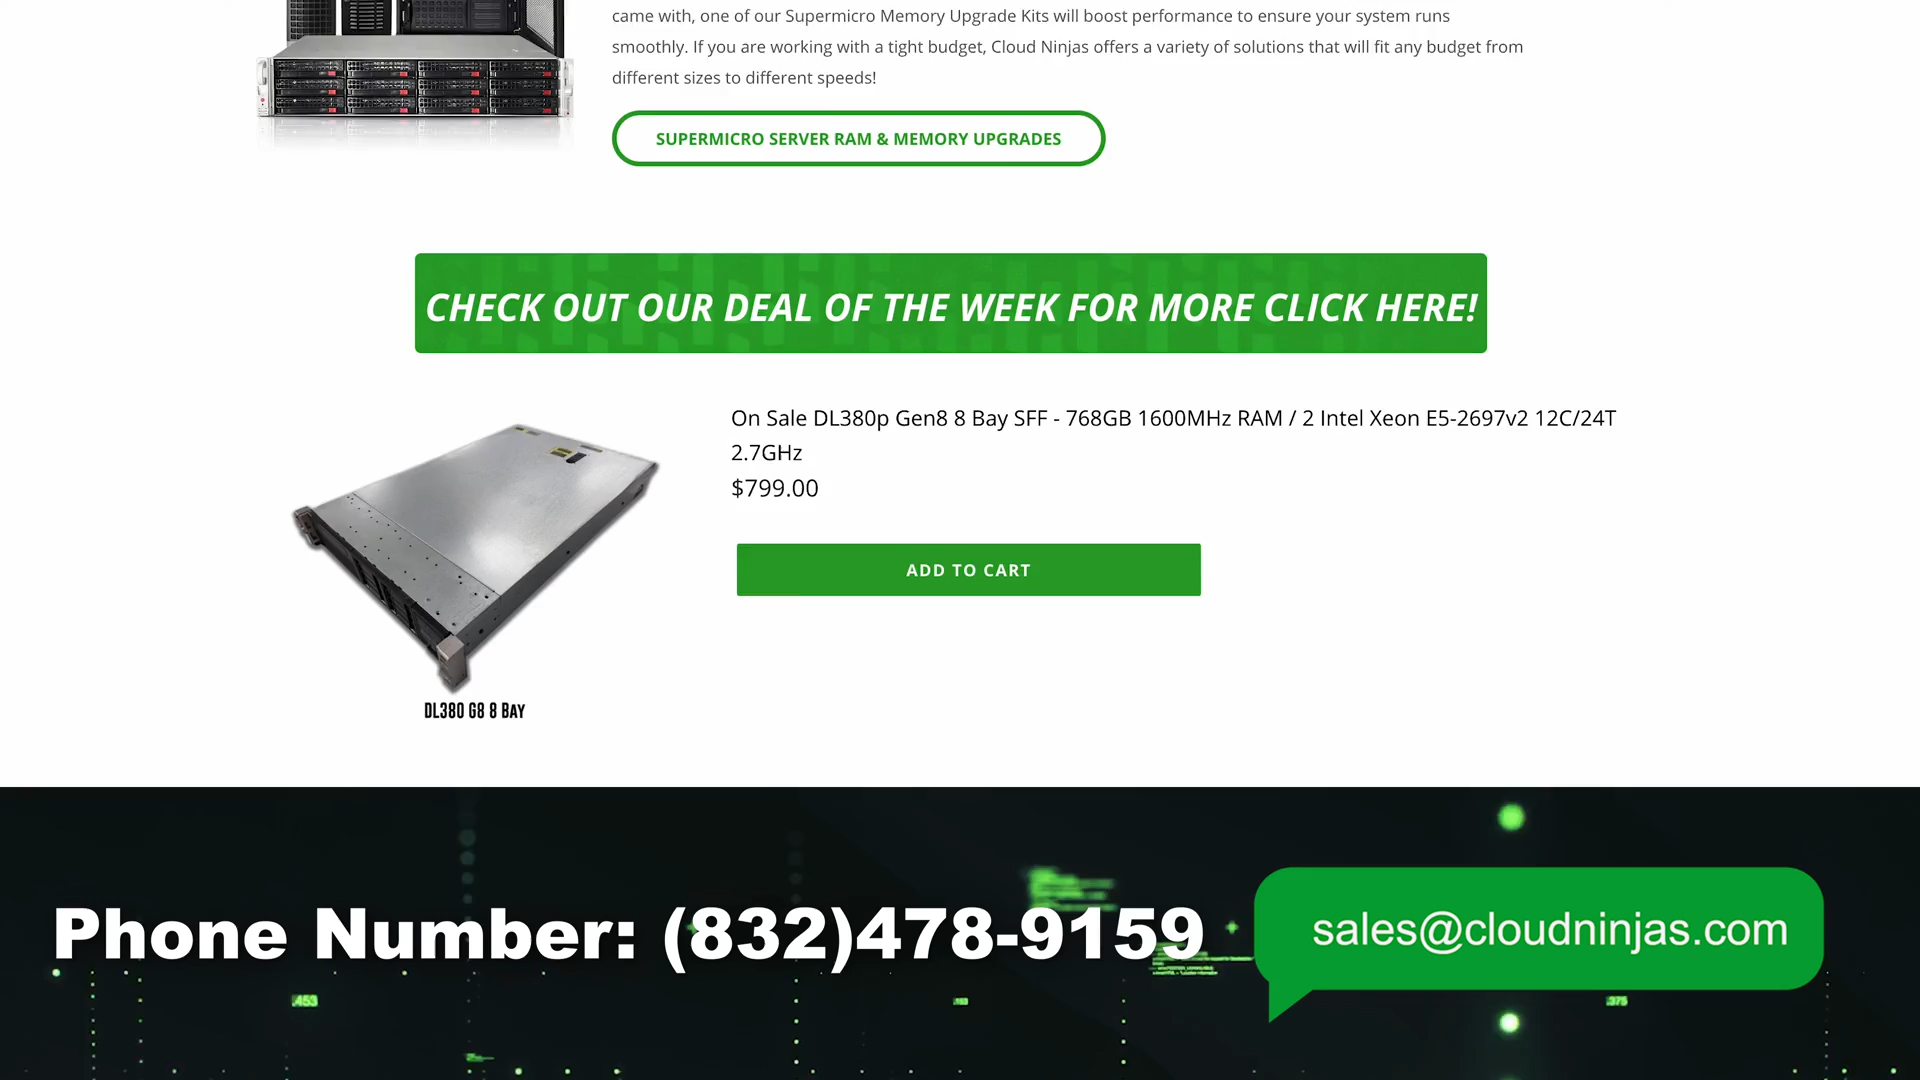 came with, one of our Supermicro Memory Upgrade Kits will boost performance to ensure your system runs
smoothly. If you are working with a tight budget, Cloud Ninjas offers a variety of solutions that will fit any budget from
different sizes to different speeds!
SUPERMICRO SERVER RAM & MEMORY UPGRADES
CHECK OUT OUR DEAL OF THE WEEK FOR MORE CLICK HERE!
On Sale DL380p Gen8 8 Bay SFF - 768GB 1600MHz RAM / 2 Intel Xeon E5-2697v2 12C/24T
2.7GHz
$799.00
ADD TO CART
DL380 G8 8 BAY
Phone Number: (832)478-9159
sales@cloudninjas.com
.453
.375